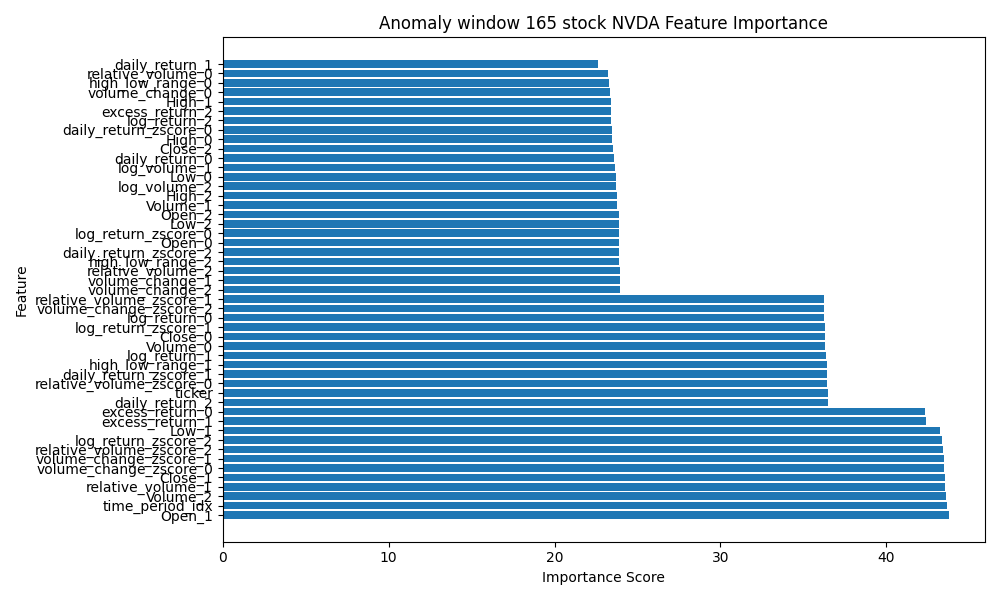 Anomaly window 165 stock NVDA Feature Importance
daily_return_1
relative_volume_0
high_low_range_0
volume_change_0
High_1
excess_return_2
log_return_2
daily_return_zscore_0
High_0
Close_2
daily_return_0
log_volume_1
Low_0
log_volume_2
High_2
Volume_1
Open_2
Low_2
log_return_zscore_0
Open_0
daily_return_zscore_2
high_low_range_2
relative_volume_2
volume_change_1
volume_change_2
relative_volume_zscore_1
volume_change_zscore_2
log_return_0
log_return_zscore_1
Close_0
Volume_0
log_return_1
high_low_range_1
daily_return_zscore_1
relative_volume_zscore_0
ticker
daily_return_2
excess_return_0
excess_return_1
Low_1
log_return_zscore_2
relative_volume_zscore_2
volume_change_zscore_1
volume_change_zscore_0
Close_1
relative_volume_1
Volume_2
time_period_idx
Open_1
Feature
0 10 20 30 40
Importance Score